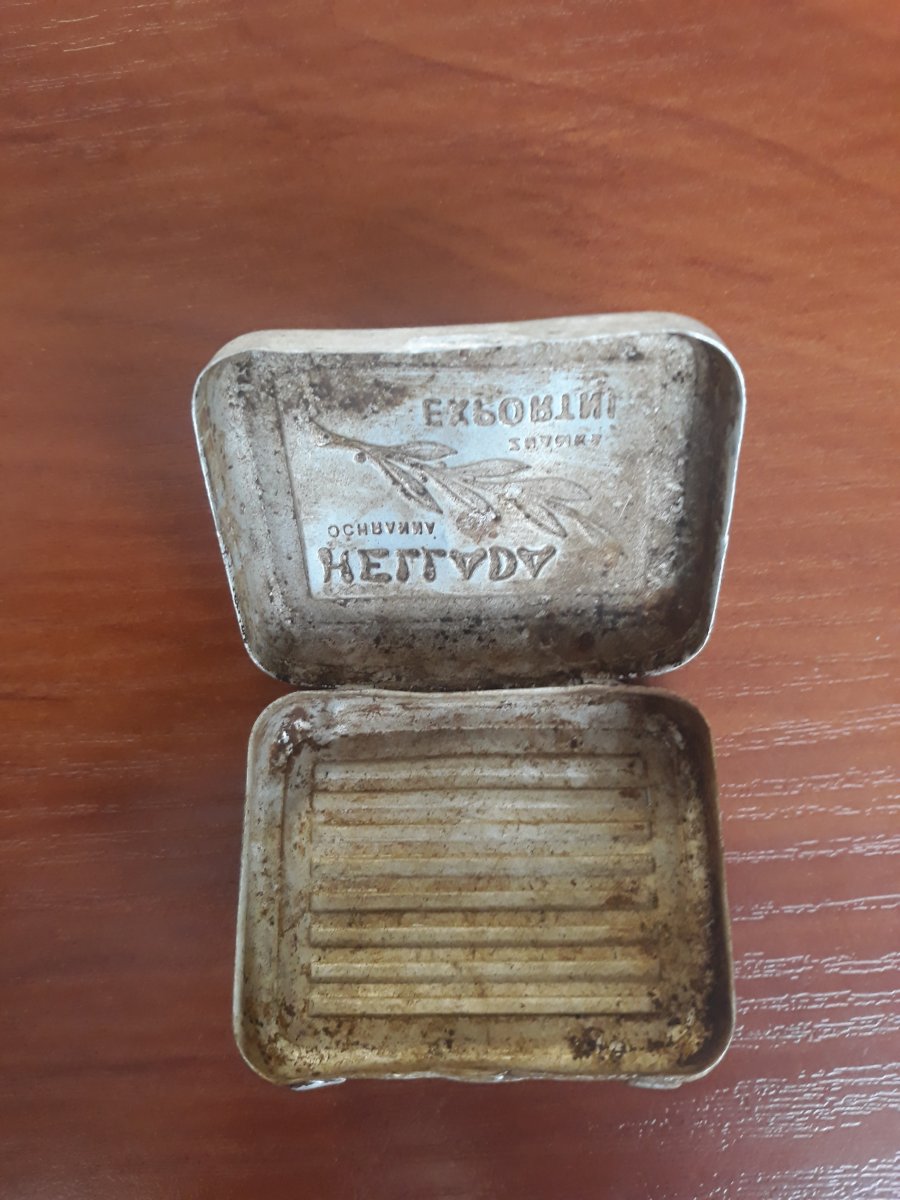 HELLADA
OCHRANNA
ZNAMKA
EXPORTNI